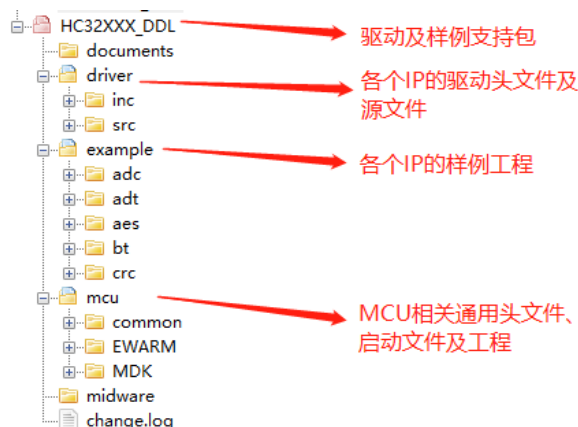 HC32XXX_DDL
驱动及样例支持包
documents
driver
各个IP的驱动头文件及
源文件
inc
src
example
各个IP的样例工程
adc
adt
aes
bt
crc
mcu
MCU相关通用头文件、
启动文件及工程
common
EWARM
MDK
midware
change.log